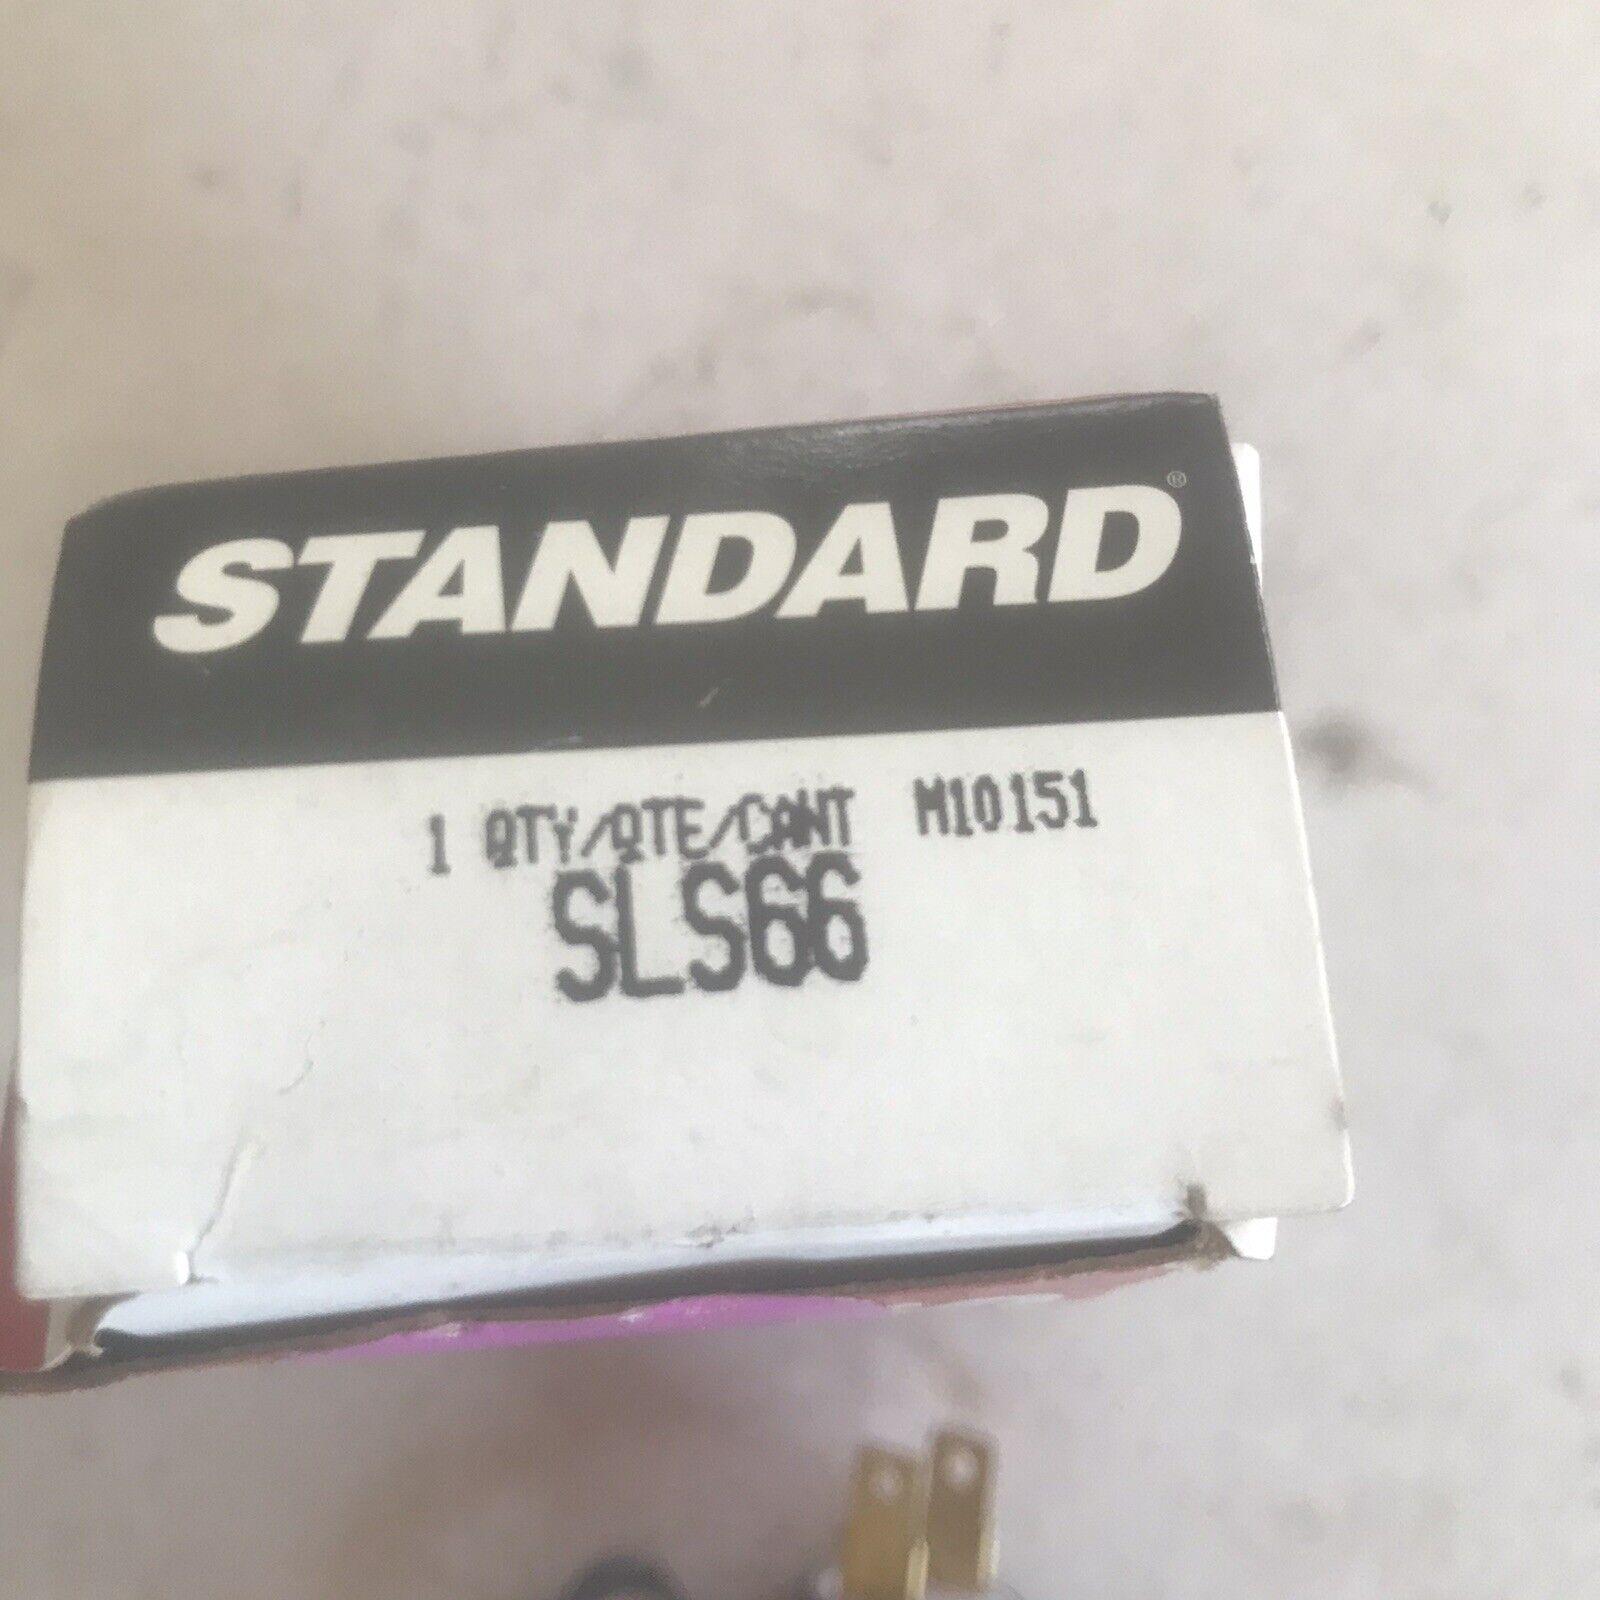 STANDARD®
1 QTY/QTE/CANT M10151
SLS66